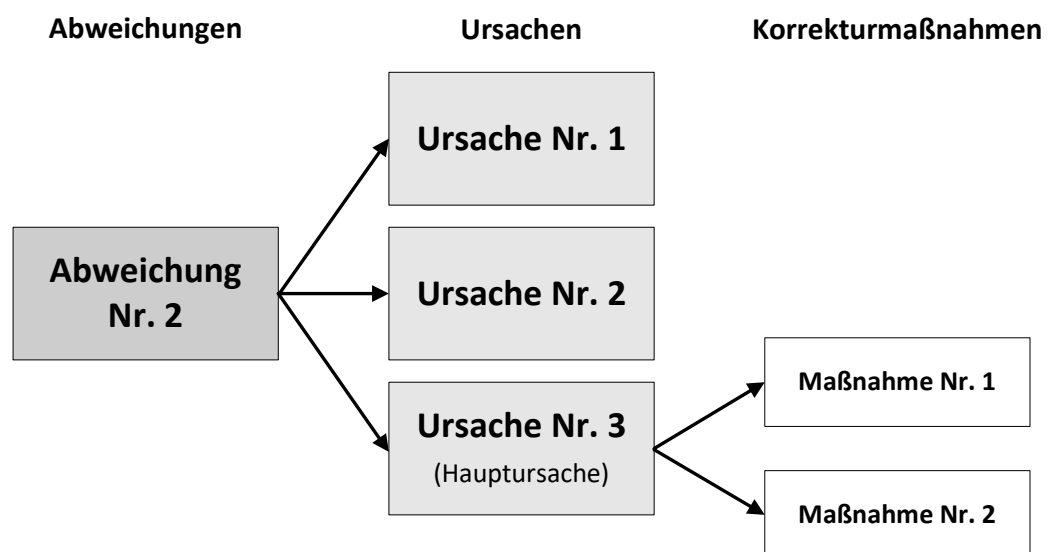 Abweichungen
Ursachen
Korrekturmaßnahmen
Abweichung
Nr. 2
Ursache Nr. 1
Ursache Nr. 2
Ursache Nr. 3
(Hauptursache)
Maßnahme Nr. 1
Maßnahme Nr. 2